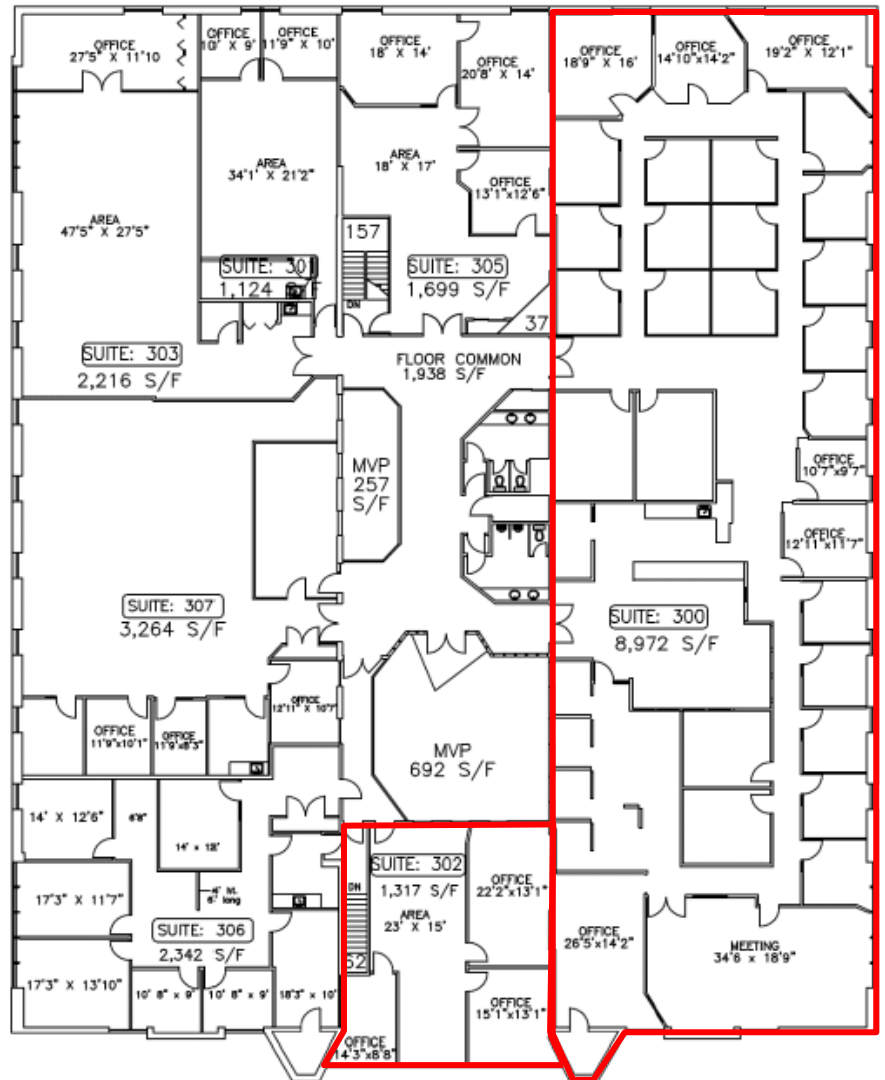 OFFICE
27'5" X 11'10
OFFICE
10' X 9'
OFFICE
11'9" X 10'
OFFICE
18' X 14'
OFFICE
20'8' X 14'
OFFICE
18'9" X 16'
OFFICE
14'10"x14'2"
OFFICE
19'2" X 12'1"
AREA
47'5" X 27'5"
AREA
34'1' X 21'2"
AREA
18' X 17'
OFFICE
13'1"x12'6"
157
DN
SUITE: 301
1,124 S/F
SUITE: 305
1,699 S/F
37
SUITE: 303
2,216 S/F
FLOOR COMMON
1,938 S/F
MVP
257
S/F
OFFICE
10'7"x9'7"
OFFICE
12'11"x11'7"
SUITE: 307
3,264 S/F
SUITE: 300
8,972 S/F
OFFICE
12'11" X 10'7
OFFICE
11'9"x10'1"
OFFICE
11'9"x8'3"
MVP
692 S/F
14' X 12'6"
6'8"
14' x 12'
17'3" X 11'7"
4' ht.
6' long
SUITE: 306
2,342 S/F
17'3" X 13'10"
10' 8" x 9'
10' 8" x 9'
18'3" x 10'
SUITE: 302
1,317 S/F
AREA
23' X 15'
DN
52
OFFICE
22'2"x13'1"
OFFICE
15'1"x13'1"
OFFICE
14'3"x8'8"
OFFICE
26'5'x14'2"
MEETING
34'6 x 18'9"